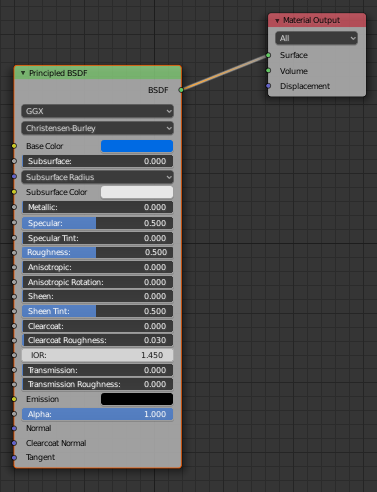 Material Output
All
Surface
Volume
Displacement
Principled BSDF
BSDF
GGX
Christensen-Burley
Base Color
Subsurface: 0.000
Subsurface Radius
Subsurface Color
Metallic: 0.000
Specular: 0.500
Specular Tint: 0.000
Roughness: 0.500
Anisotropic: 0.000
Anisotropic Rotation: 0.000
Sheen: 0.000
Sheen Tint: 0.500
Clearcoat: 0.000
Clearcoat Roughness: 0.030
IOR: 1.450
Transmission: 0.000
Transmission Roughness: 0.000
Emission
Alpha: 1.000
Normal
Clearcoat Normal
Tangent